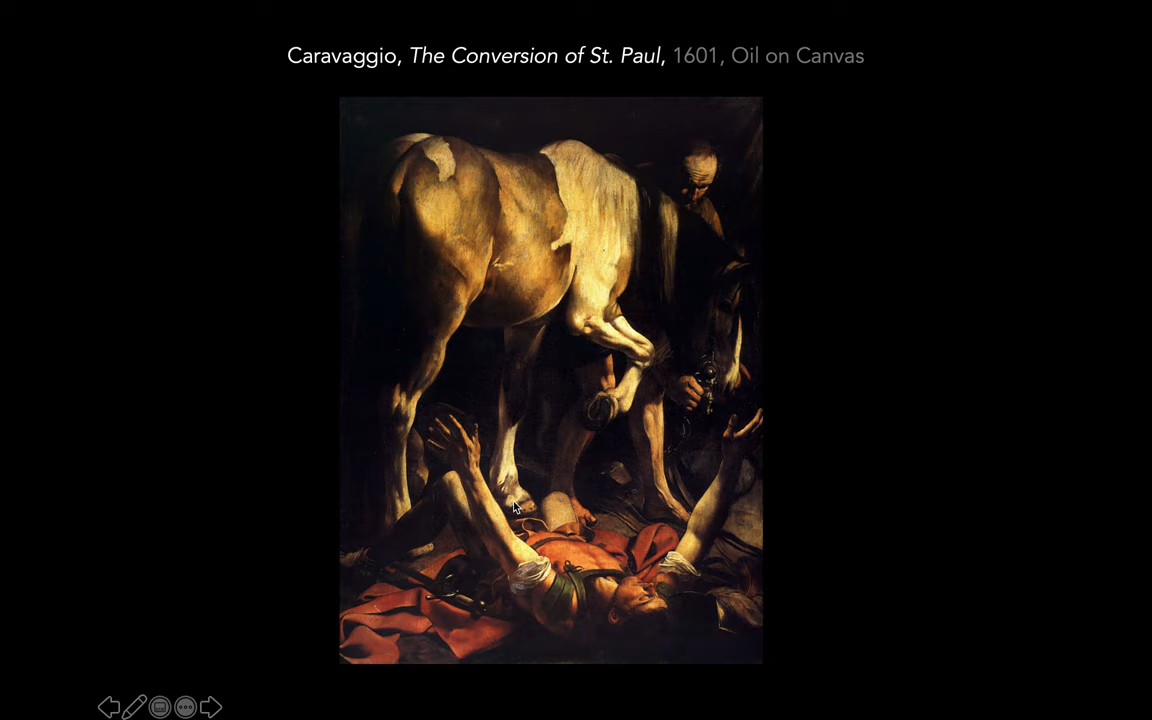 Caravaggio, The Conversion of St. Paul, 1601, Oil on Canvas